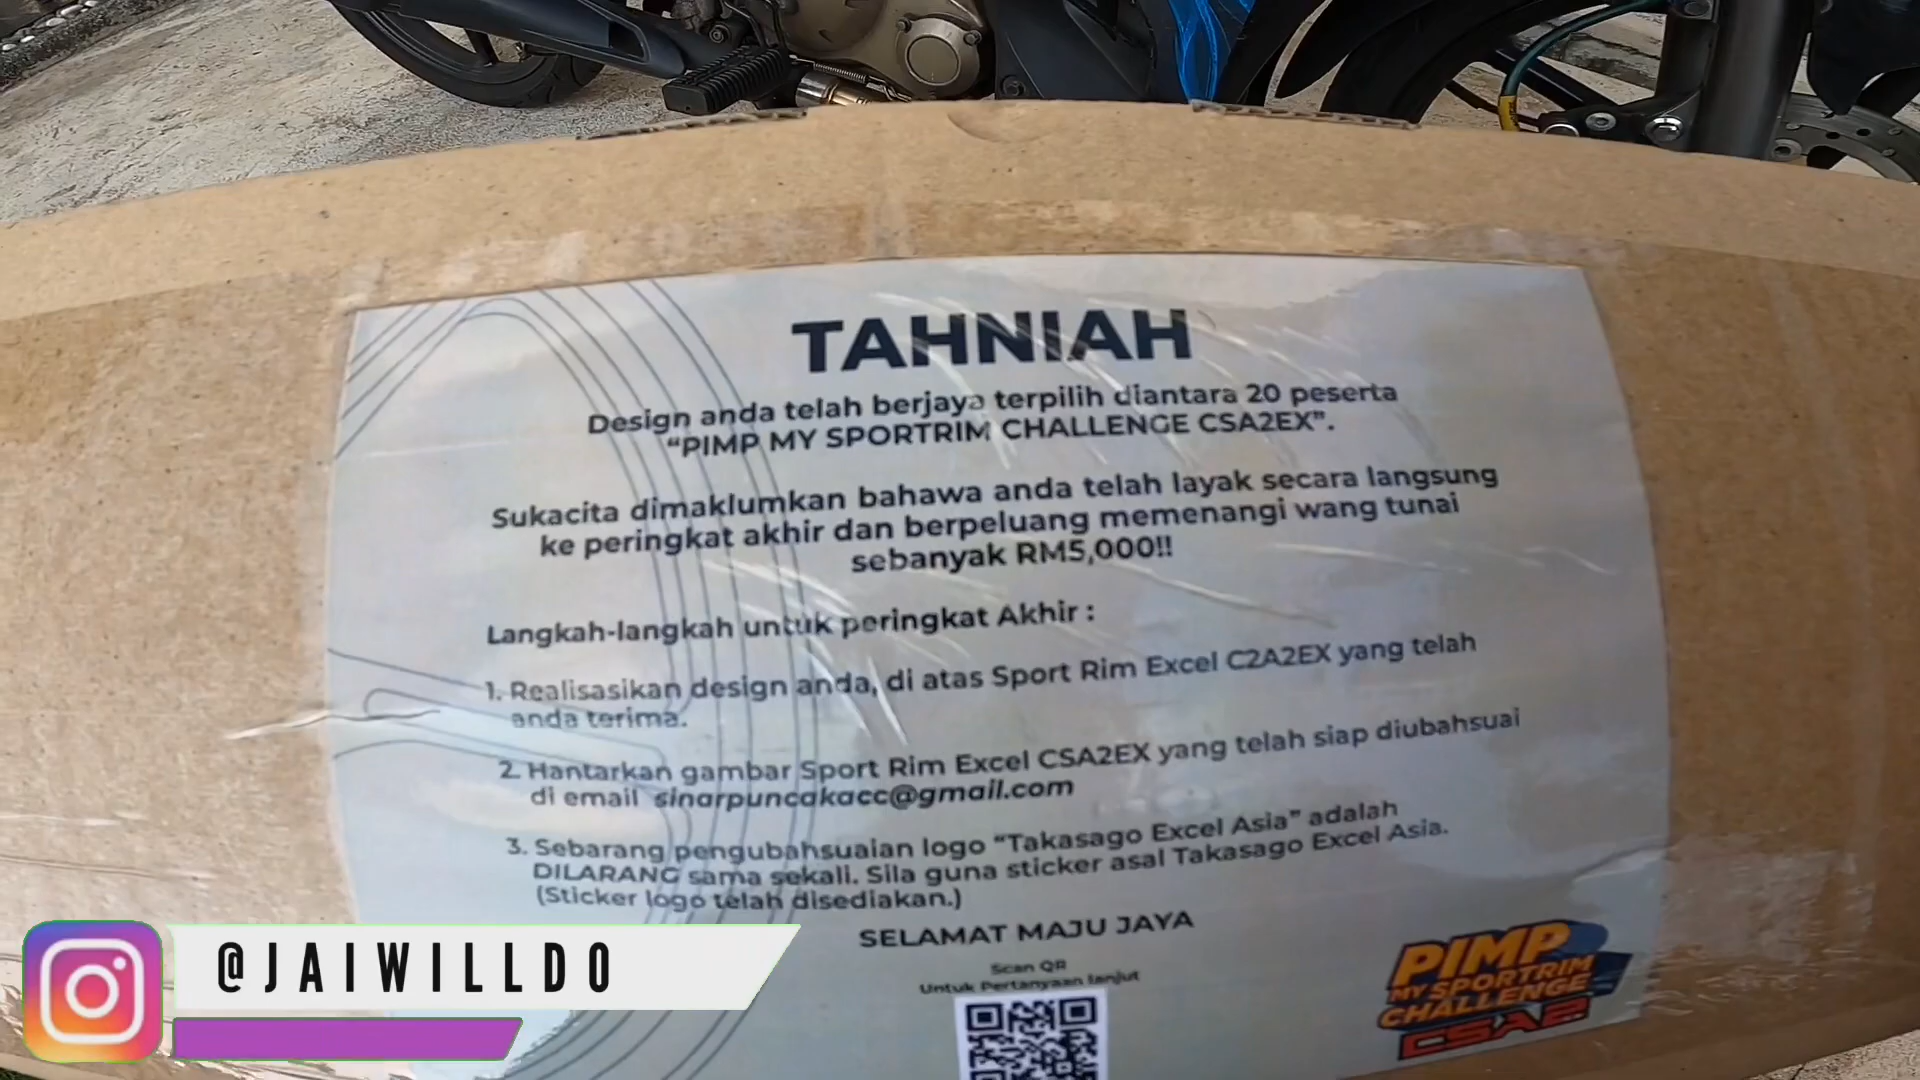 TAHNIAH
Design anda telah berjaya terpilih diantara 20 peserta
“PIMP MY SPORTRIM CHALLENGE CSA2EX”.
Sukacita dimaklumkan bahawa anda telah layak secara langsung
ke peringkat akhir dan berpeluang memenangi wang tunai
sebanyak RM5,000!!
Langkah-langkah untuk peringkat Akhir :
1. Realisasikan design anda, di atas Sport Rim Excel C2A2EX yang telah
anda terima.
2. Hantarkan gambar Sport Rim Excel CSA2EX yang telah siap diubahsuai
di email sinarpuncakacc@gmail.com
3. Sebarang pengubahsuaian logo “Takasago Excel Asia” adalah
DILARANG sama sekali. Sila guna sticker asal Takasago Excel Asia.
(Sticker logo telah disediakan.)
SELAMAT MAJU JAYA
Scan QR
Untuk Pertanyaan lanjut
PIMP
MY SPORTRIM
CHALLENGE
CSA2
@JAIWILLDO